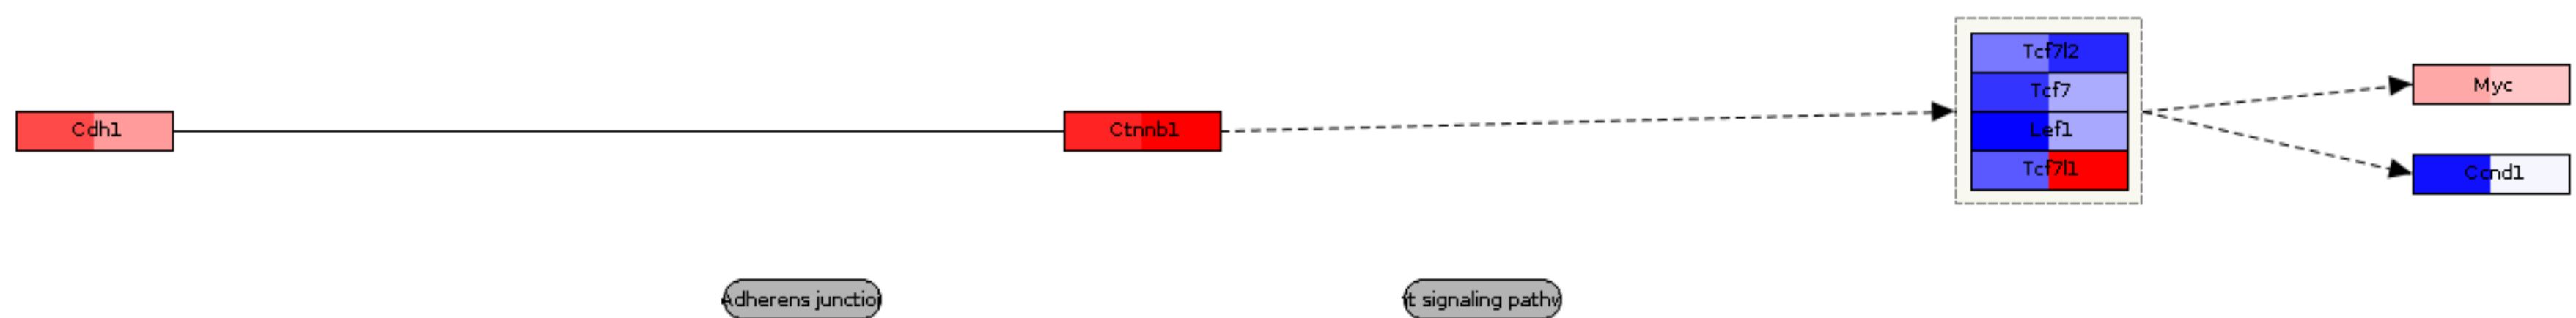 Cdh1
Ctnnb1
Tcf7l2
Tcf7
Lef1
Tcf7l1
Myc
Ccnd1
Adherens junctio
t signaling pathw